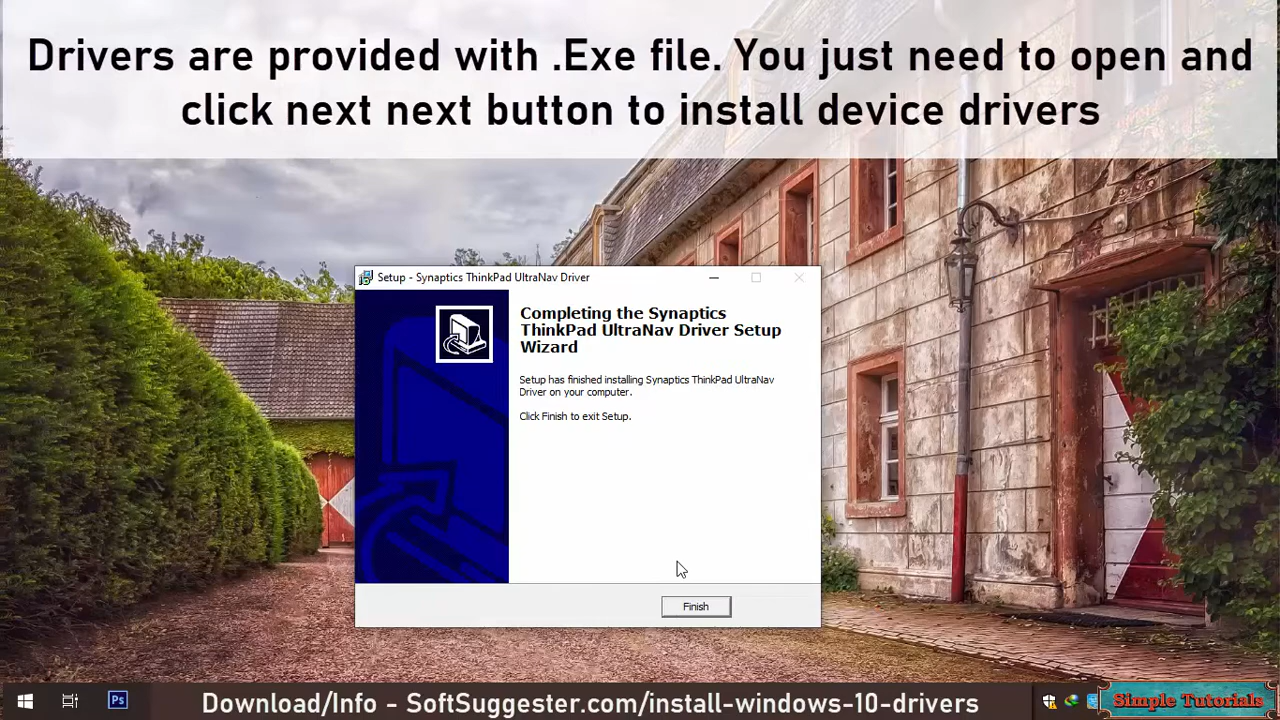 Drivers are provided with .Exe file. You just need to open and
click next next button to install device drivers
Setup - Synaptics ThinkPad UltraNav Driver
Completing the Synaptics
ThinkPad UltraNav Driver Setup
Wizard
Setup has finished installing Synaptics ThinkPad UltraNav
Driver on your computer.
Click Finish to exit Setup.
Finish
Ps
Download/Info - SoftSuggester.com/install-windows-10-drivers
Simple Tutorials